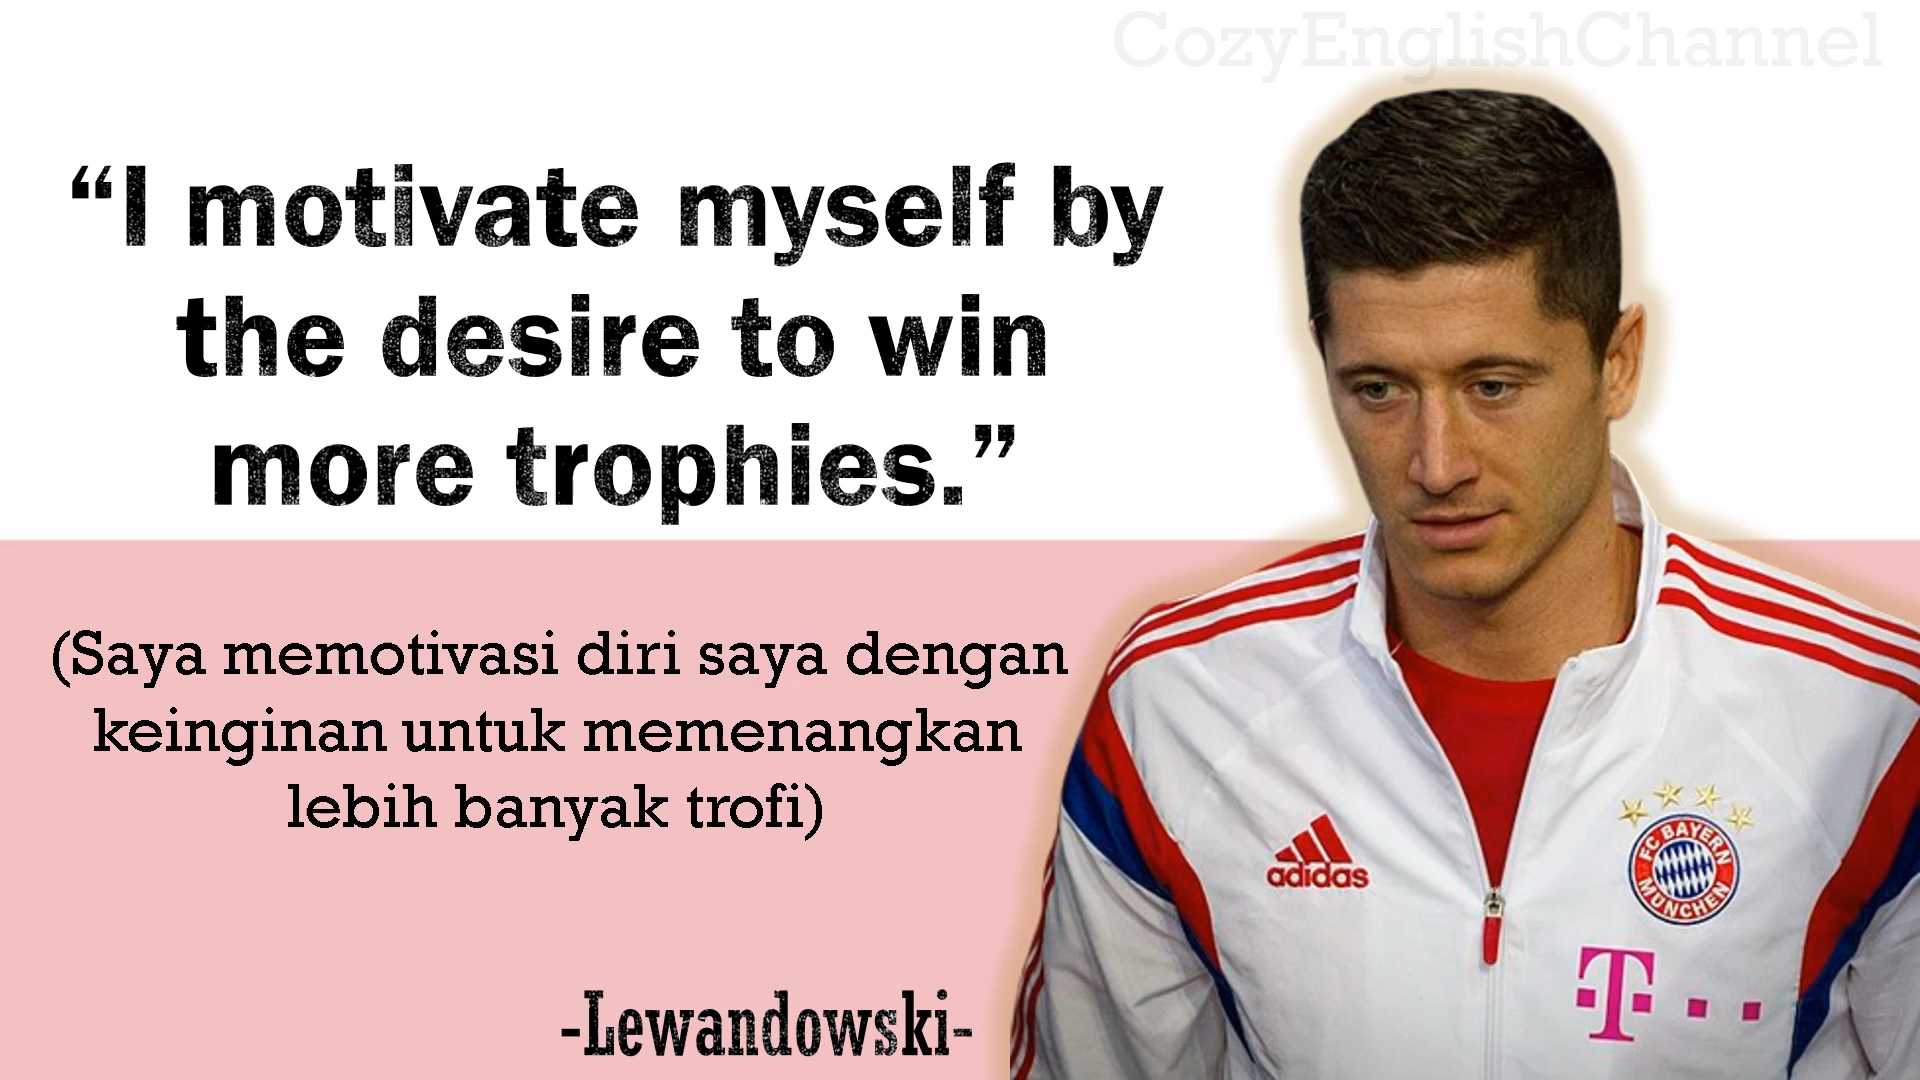 CozyEnglishChannel
“I motivate myself by
the desire to win
more trophies.”
(Saya memotivasi diri saya dengan
keinginan untuk memenangkan
lebih banyak trofi)
-Lewandowski-
adidas
FC BAYERN
MÜNCHEN
T